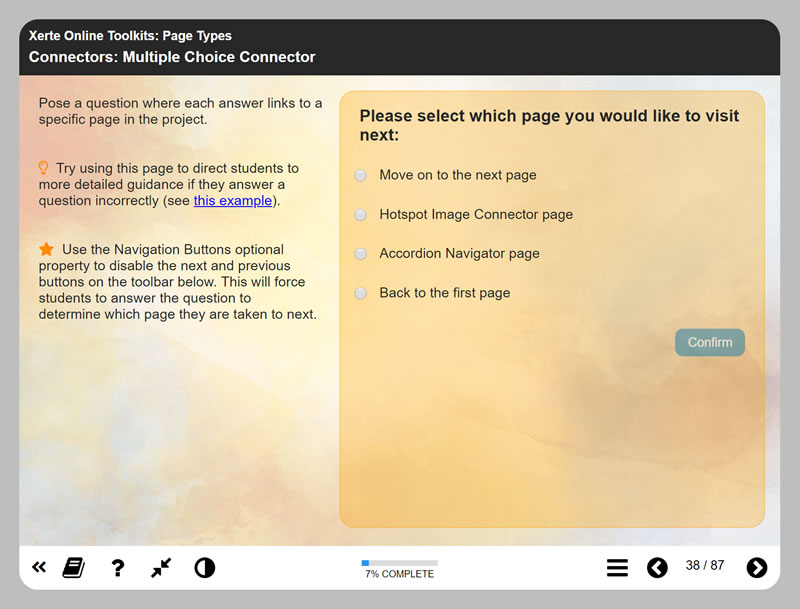 Xerte Online Toolkits: Page Types
Connectors: Multiple Choice Connector
Pose a question where each answer links to a
specific page in the project.
Try using this page to direct students to
more detailed guidance if they answer a
question incorrectly (see this example).
Use the Navigation Buttons optional
property to disable the next and previous
buttons on the toolbar below. This will force
students to answer the question to
determine which page they are taken to next.
Please select which page you would like to visit
next:
Move on to the next page
Hotspot Image Connector page
Accordion Navigator page
Back to the first page
Confirm
7% COMPLETE
38 / 87